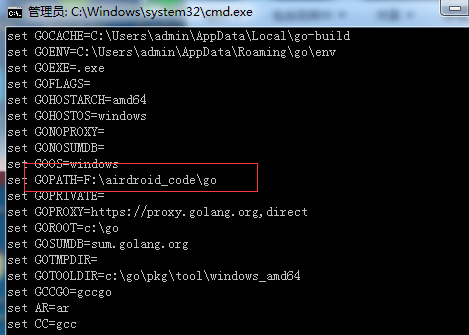 管理员: C:\Windows\system32\cmd.exe
set GOCACHE=C:\Users\admin\AppData\Local\go-build
set GOENV=C:\Users\admin\AppData\Roaming\go\env
set GOEXE=.exe
set GOFLAGS=
set GOHOSTARCH=amd64
set GOHOSTOS=windows
set GONOPROXY=
set GONOSUMDB=
set GOOS=windows
set GOPATH=F:\airdroid_code\go
set GOPRIVATE=
set GOPROXY=https://proxy.golang.org,direct
set GOROOT=c:\go
set GOSUMDB=sum.golang.org
set GOTMPDIR=
set GOTOOLDIR=c:\go\pkg\tool\windows_amd64
set GCCGO=gccgo
set AR=ar
set CC=gcc